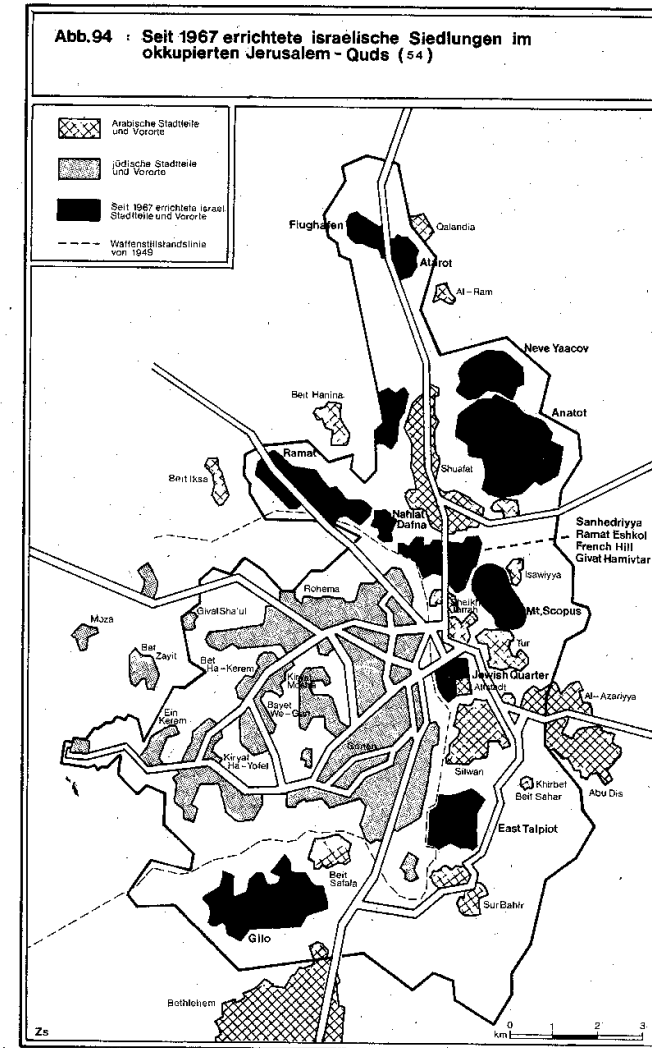 Abb.94 : Seit 1967 errichtete israelische Siedlungen im
okkupierten Jerusalem - Quds (54)
Arabische Stadtteile
und Vororte
jüdische Stadtteile
und Vororte
Seit 1967 errichtete israel.
Stadtteile und Vororte
Waffenstillstandslinie
von 1949
Flughafen
Qalandia
Atarot
Al-Ram
Neve Yaacov
Beit Hanina
Anatot
Ramat
Shuafat
Beit Iksa
Nahlat
Dafna
Sanhedriyya
Ramat Eshkol
French Hill
Givat Hamivtar
Rohema
Isawiyya
Givat Sha'ul
Sheikh
Jarrah
Mt.Scopus
Moza
Bet
Zayit
Bet
Ha-Kerem
Tur
Kiryat
Moshe
Jewish Quarter
Altstadt
Al-Azariyya
Bayet
We-Gan
Ein
Kerem
Kiryat
Ha-Yofel
Silwan
Khirbet
Beit Sahar
Abu Dis
East Talpiot
Beit
Safafa
Sur Bahir
Gilo
Bethlehem
Zs
km
0 1 2 3